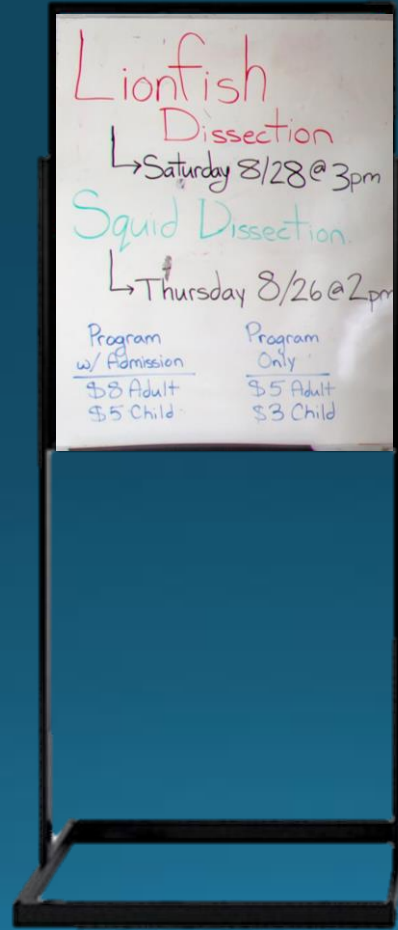 Lionfish
Dissection
↳Saturday 8/28@3pm
Squid Dissection
↳Thursday 8/26@2pm
Program
w/ Admission
$8 Adult
$5 Child
Program
Only
$5 Adult
$3 Child